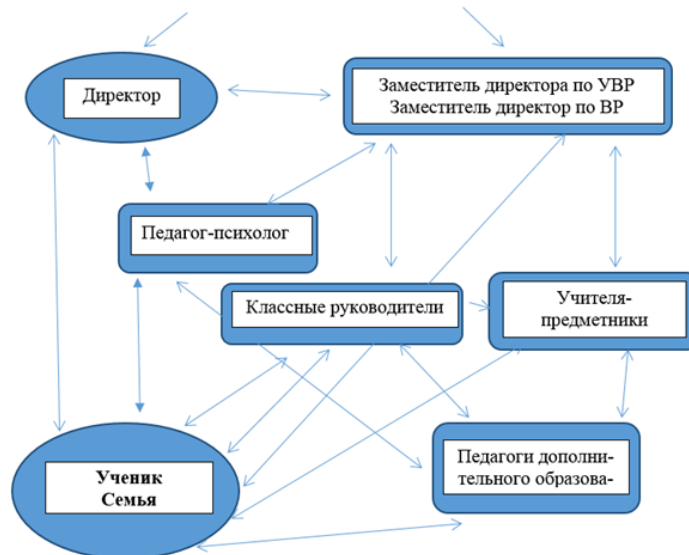 Директор
Заместитель директора по УВР
Заместитель директор по ВР
Педагог-психолог
Классные руководители
Учителя-
предметники
Ученик
Семья
Педагоги дополни-
тельного образова-